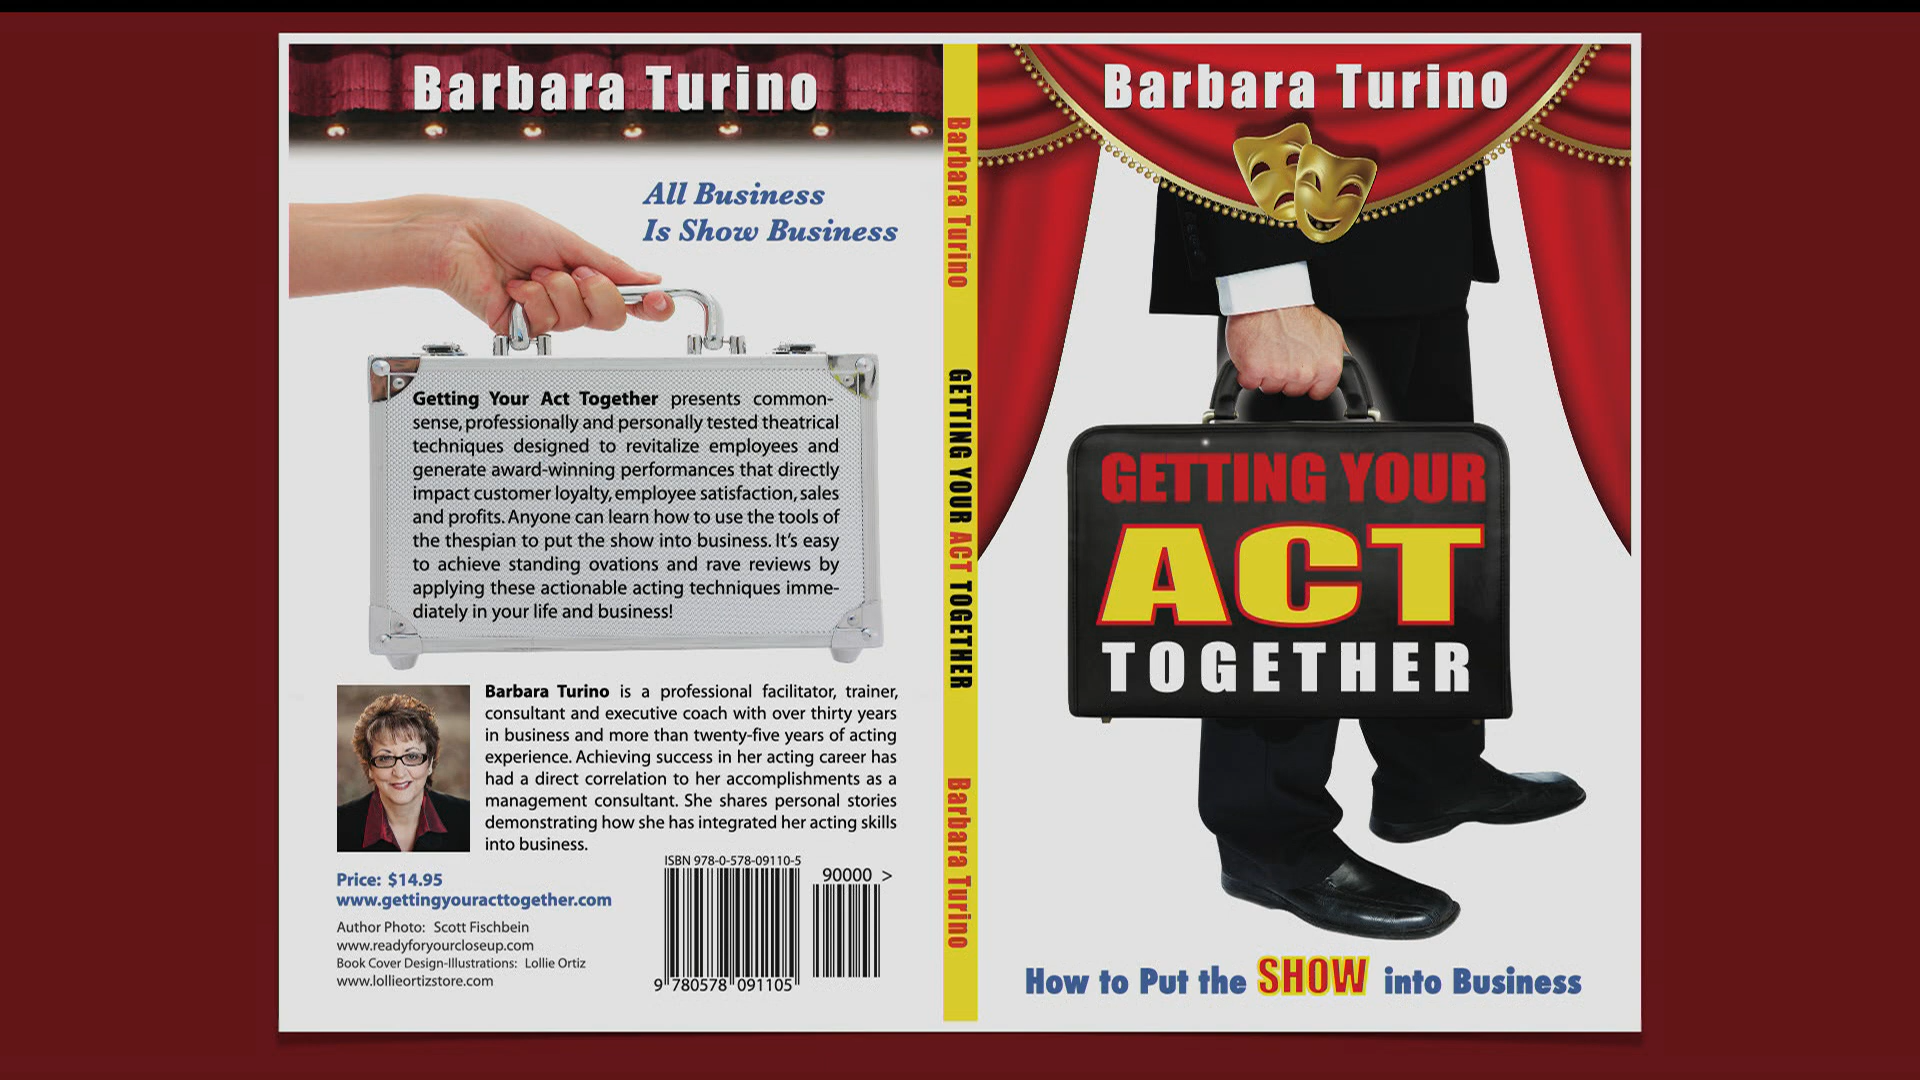 Barbara Turino
All Business
Is Show Business
Getting Your Act Together presents common-
sense, professionally and personally tested theatrical
techniques designed to revitalize employees and
generate award-winning performances that directly
impact customer loyalty, employee satisfaction, sales
and profits. Anyone can learn how to use the tools of
the thespian to put the show into business. It's easy
to achieve standing ovations and rave reviews by
applying these actionable acting techniques imme-
diately in your life and business!
Barbara Turino is a professional facilitator, trainer,
consultant and executive coach with over thirty years
in business and more than twenty-five years of acting
experience. Achieving success in her acting career has
had a direct correlation to her accomplishments as a
management consultant. She shares personal stories
demonstrating how she has integrated her acting skills
into business.
Price: $14.95
www.gettingyouracttogether.com
Author Photo: Scott Fischbein
www.readyforyourcloseup.com
Book Cover Design-Illustrations: Lollie Ortiz
www.lollieortizstore.com
ISBN 978-0-578-09110-5
90000 >
9 780578 091105
Barbara Turino
GETTING YOUR ACT TOGETHER
Barbara Turino
Barbara Turino
GETTING YOUR
ACT
TOGETHER
How to Put the SHOW into Business